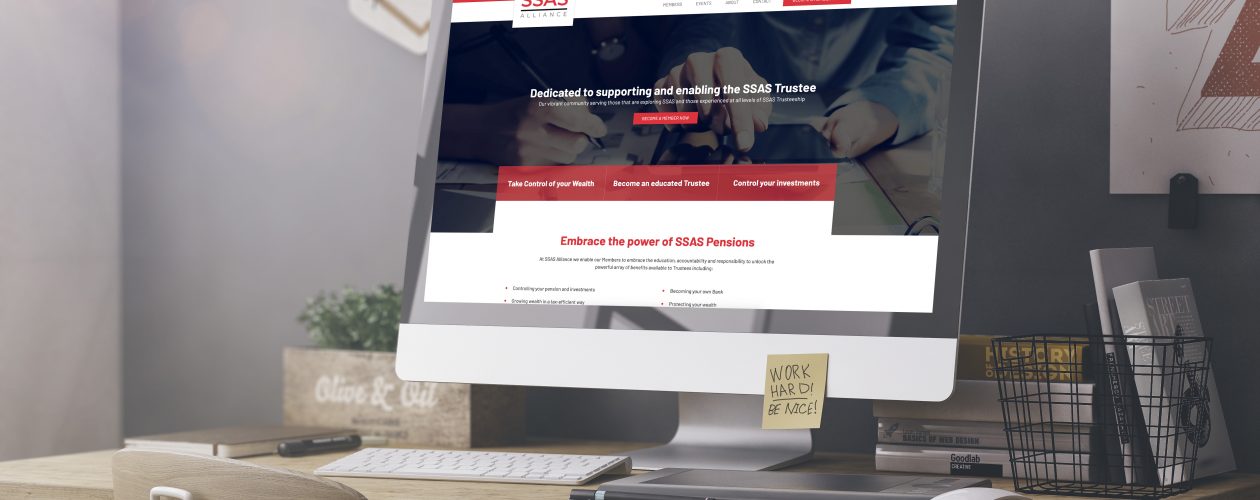 SSAS
ALLIANCE
MEMBERS EVENTS ABOUT CONTACT
Dedicated to supporting and enabling the SSAS Trustee
Our vibrant community serving those that are exploring SSAS and those experienced at all levels of SSAS Trusteeship
BECOME A MEMBER NOW
Take Control of your Wealth Become an educated Trustee Control your Investments
Embrace the power of SSAS Pensions
At SSAS Alliance we enable our Members to embrace the education, accountability and responsibility to unlock the
powerful array of benefits available to Trustees including:
Controlling your pension and investments Becoming your own Bank
Growing wealth in a tax efficient way Protecting your wealth
WORK
HARD!
BE NICE!
Olive & Oil
HISTORY
BASICS OF WEB DESIGN
Goodlab
CREATIVE
STREET